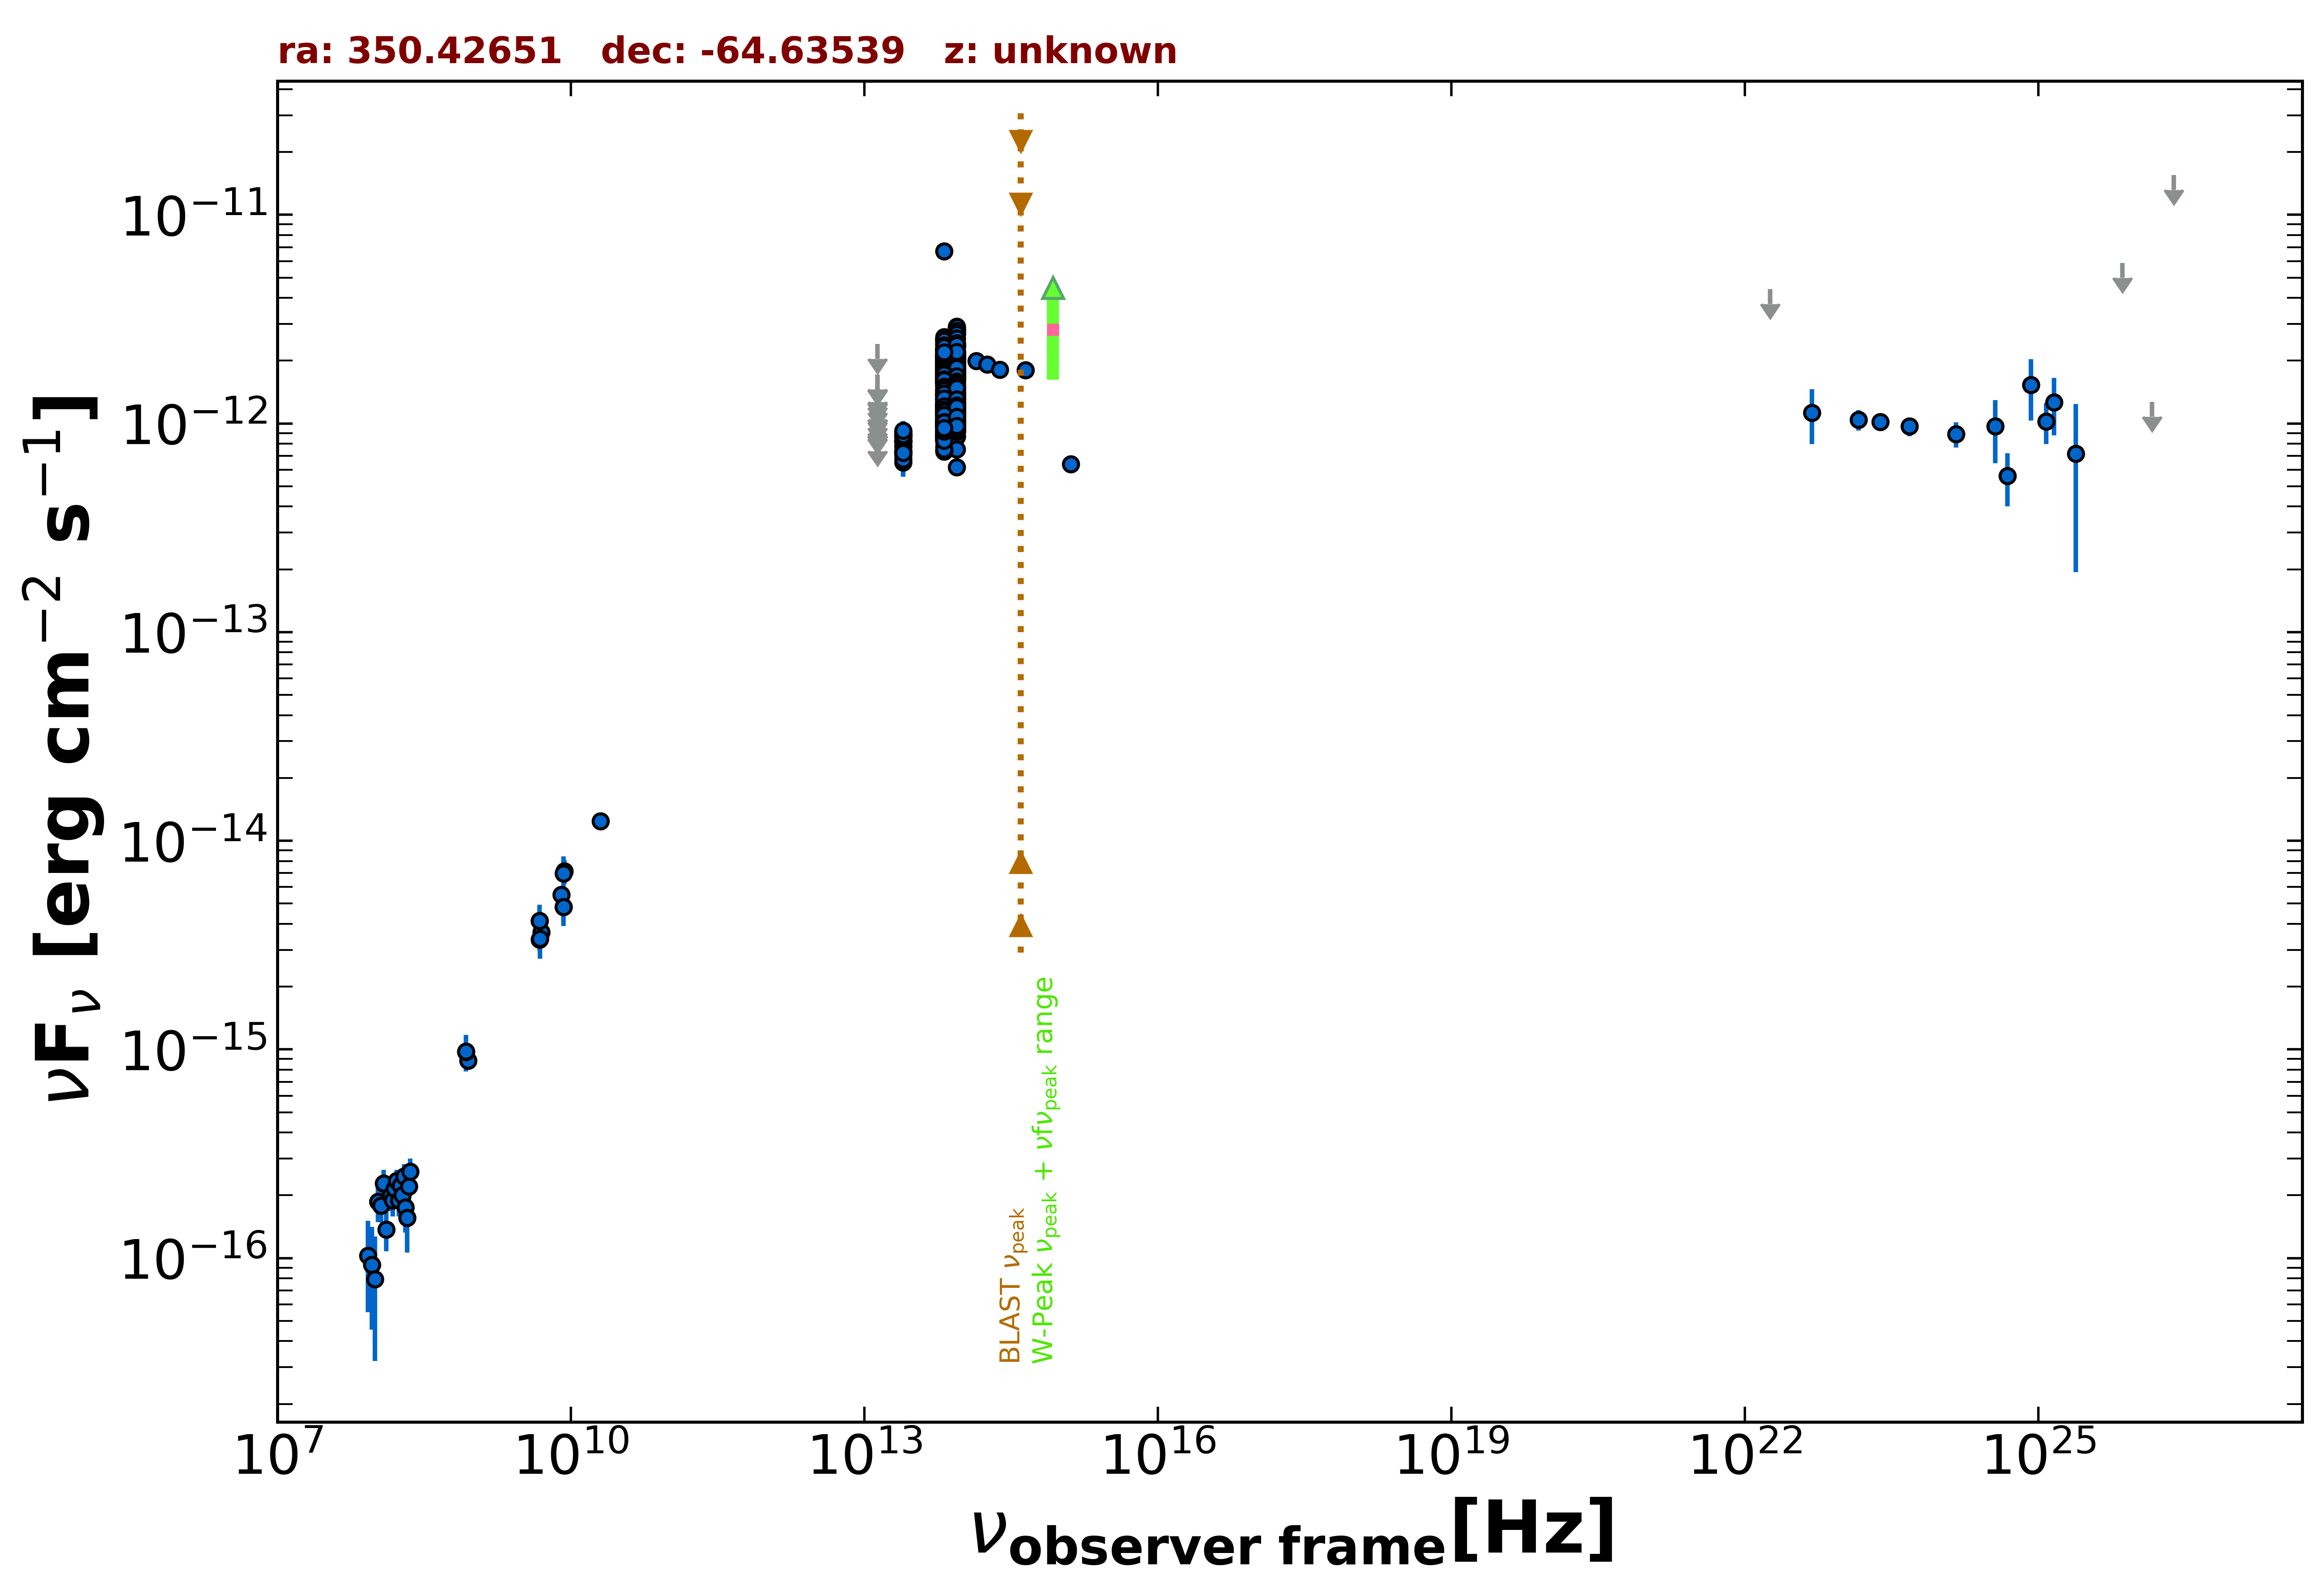 ra: 350.42651 dec: -64.63539 z: unknown
νFν [erg cm−2 s−1]
10−11
10−12
10−13
10−14
10−15
10−16
BLAST νpeak
W-Peak νpeak + νfνpeak range
107 1010 1013 1016 1019 1022 1025
νobserver frame[Hz]